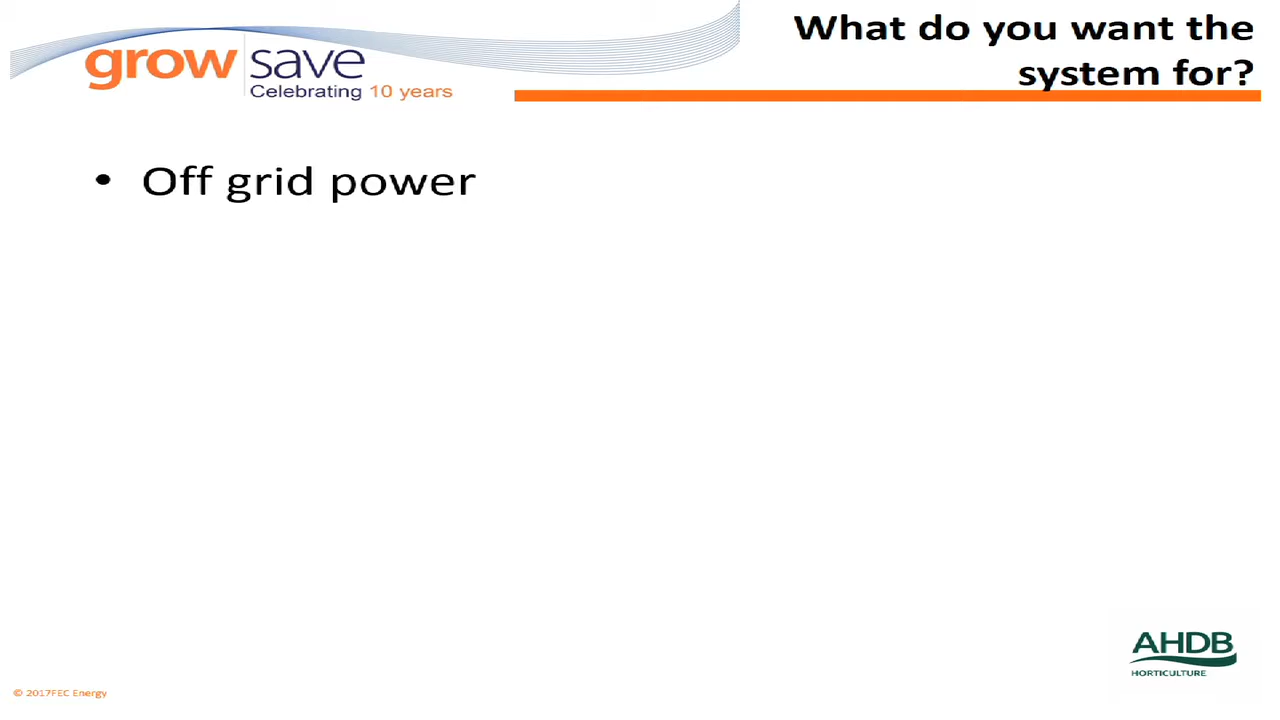 What do you want the
system for?
grow save
Celebrating 10 years
• Off grid power
AHDB
HORTICULTURE
© 2017FEC Energy